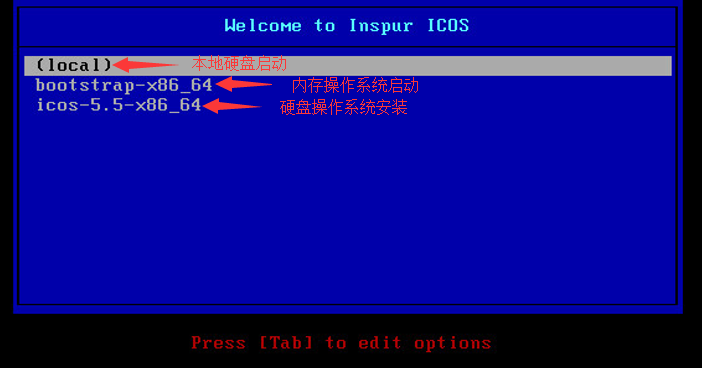 Welcome to Inspur ICOS
(local) 本地硬盘启动
bootstrap-x86_64 内存操作系统启动
icos-5.5-x86_64 硬盘操作系统安装
Press [Tab] to edit options